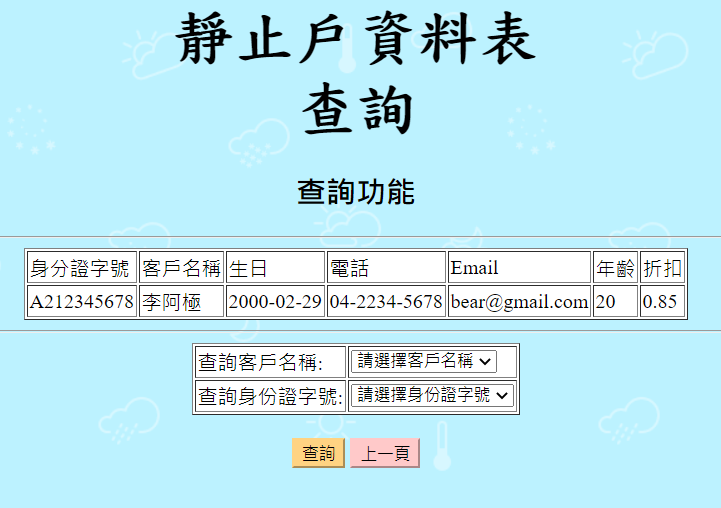 靜止戶資料表
查詢
查詢功能
身分證字號 客戶名稱 生日 電話 Email 年齡 折扣
A212345678 李阿極 2000-02-29 04-2234-5678 bear@gmail.com 20 0.85
查詢客戶名稱: 請選擇客戶名稱
查詢身份證字號: 請選擇身份證字號
查詢 上一頁